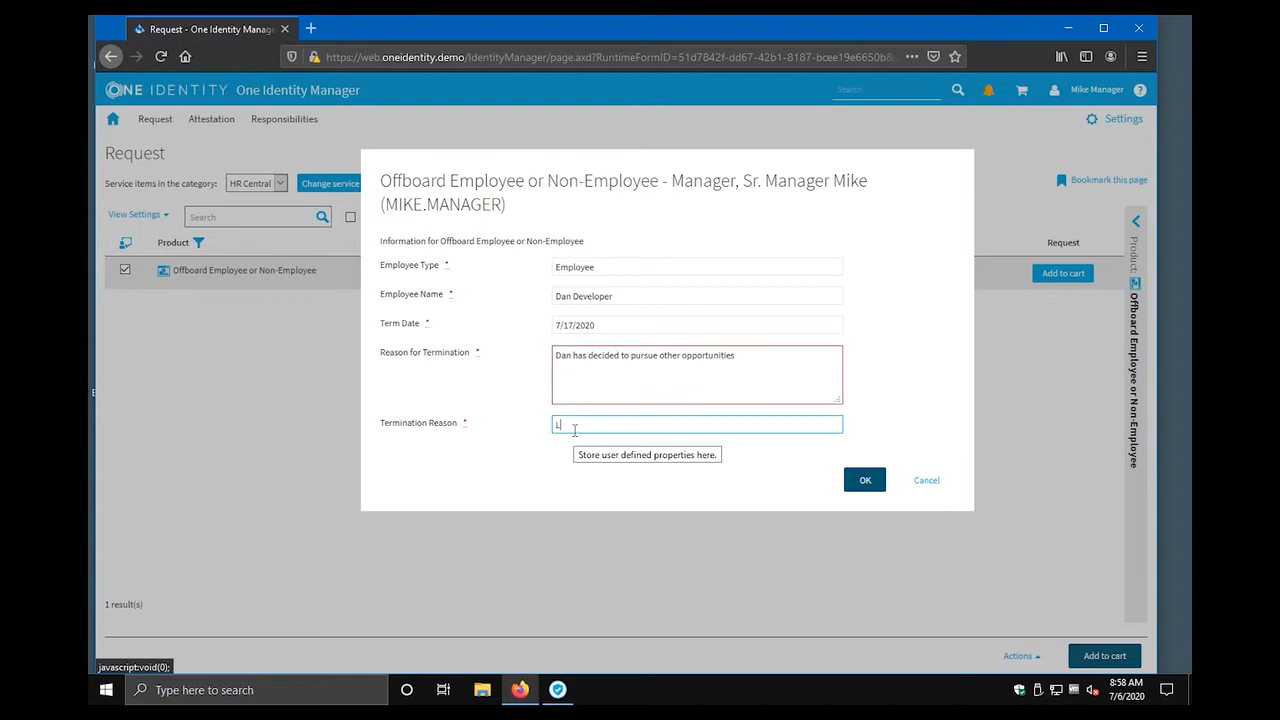 Request - One Identity Manage
https://web.oneidentity.demo/IdentityManager/page.axd?RuntimeFormID=51d7842f-dd67-42b1-8187-bcee19e6650b8
ONE IDENTITY One Identity Manager
Search
Mike Manager
Request Attestation Responsibilities
Settings
Request
Service items in the category: HR Central Change service
Bookmark this page
View Settings
Search
Product
Request
Offboard Employee or Non-Employee
Add to cart
Product: Offboard Employee or Non-Employee
Offboard Employee or Non-Employee - Manager, Sr. Manager Mike
(MIKE.MANAGER)
Information for Offboard Employee or Non-Employee
Employee Type * Employee
Employee Name * Dan Developer
Term Date * 7/17/2020
Reason for Termination * Dan has decided to pursue other opportunities
Termination Reason * L
Store user defined properties here.
OK Cancel
1 result(s)
Actions Add to cart
javascript:void(0);
Type here to search
8:58 AM
7/6/2020